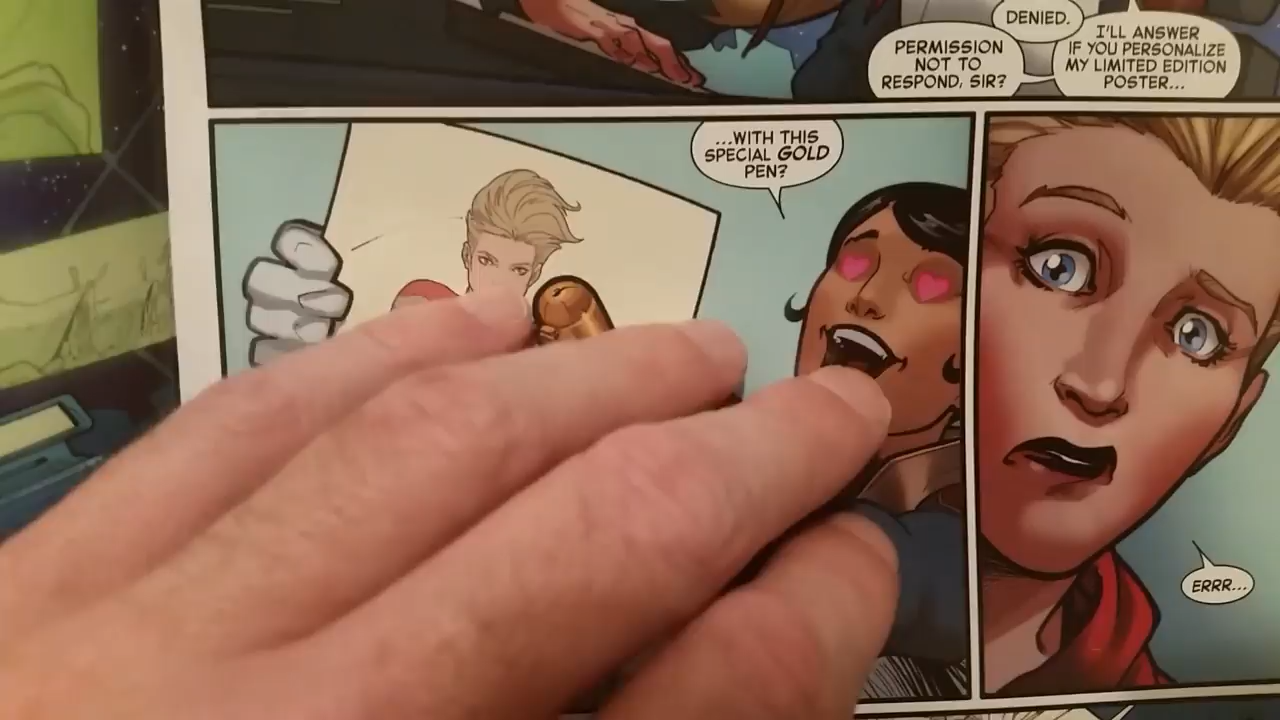 DENIED.
PERMISSION
NOT TO
RESPOND, SIR?
I'LL ANSWER
IF YOU PERSONALIZE
MY LIMITED EDITION
POSTER...
...WITH THIS
SPECIAL GOLD
PEN?
ERRR...